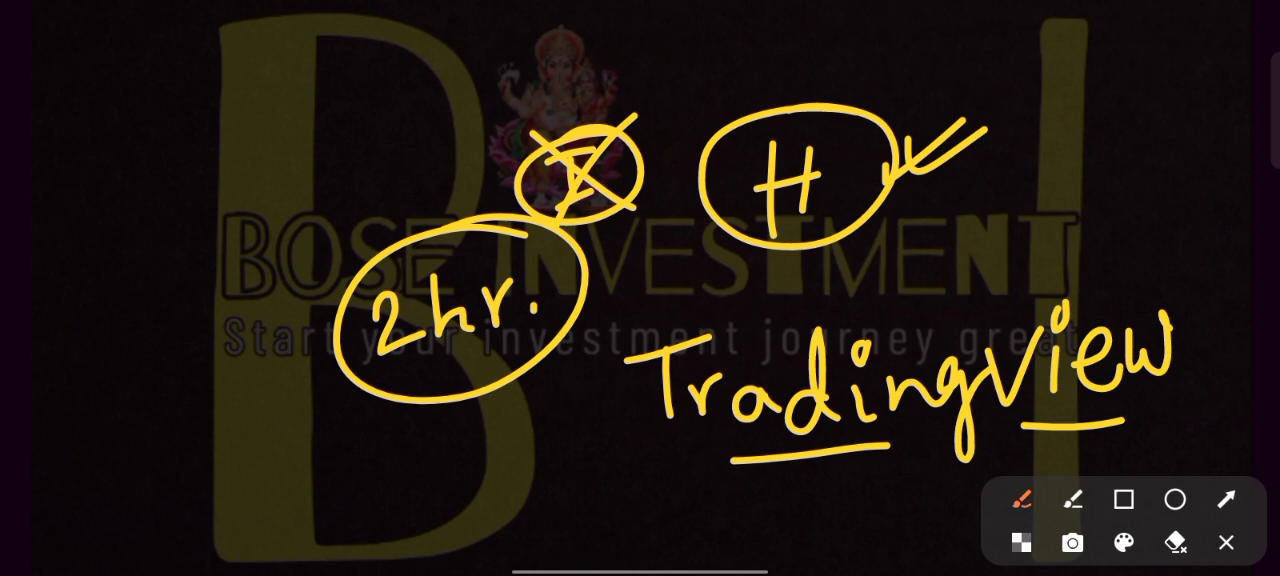 I H
BOSE INVESTMENT
2hr.
Start your investment journey great
Tradingview